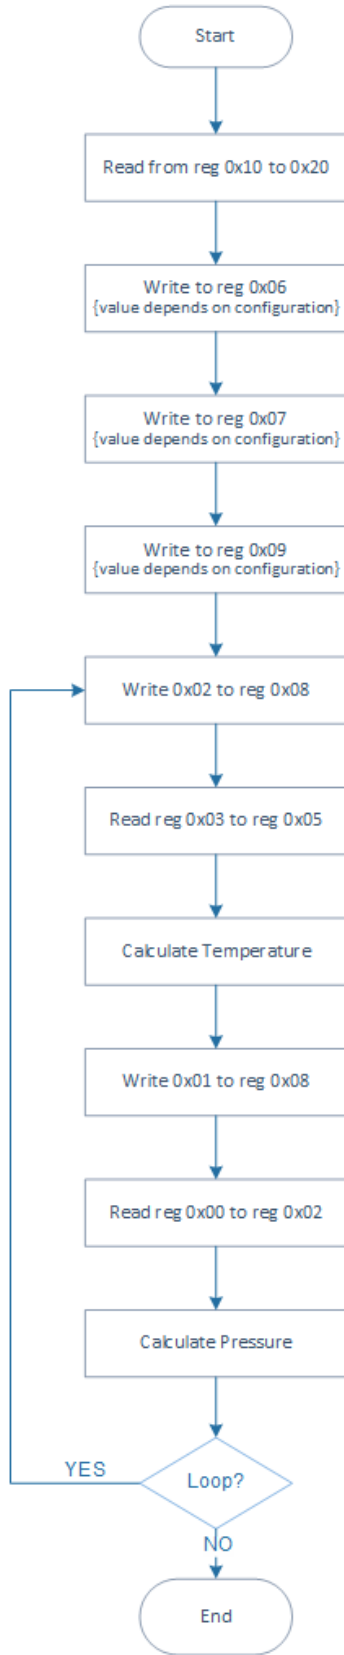 Start
Read from reg 0x10 to 0x20
Write to reg 0x06
{value depends on configuration}
Write to reg 0x07
{value depends on configuration}
Write to reg 0x09
{value depends on configuration}
Write 0x02 to reg 0x08
Read reg 0x03 to reg 0x05
Calculate Temperature
Write 0x01 to reg 0x08
Read reg 0x00 to reg 0x02
Calculate Pressure
YES
Loop?
NO
End